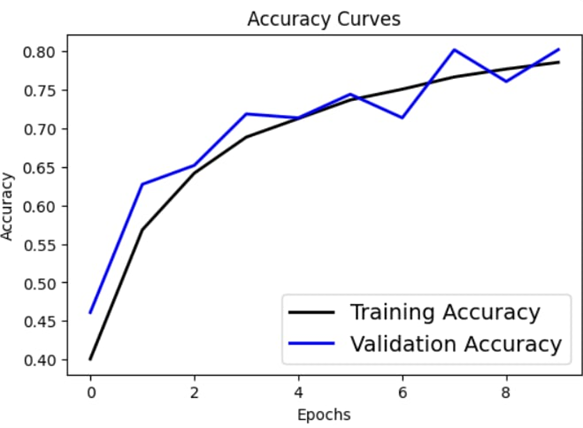 Accuracy Curves
0.80
0.75
0.70
0.65
0.60
0.55
0.50
0.45
0.40
Accuracy
Training Accuracy
Validation Accuracy
0 2 4 6 8
Epochs